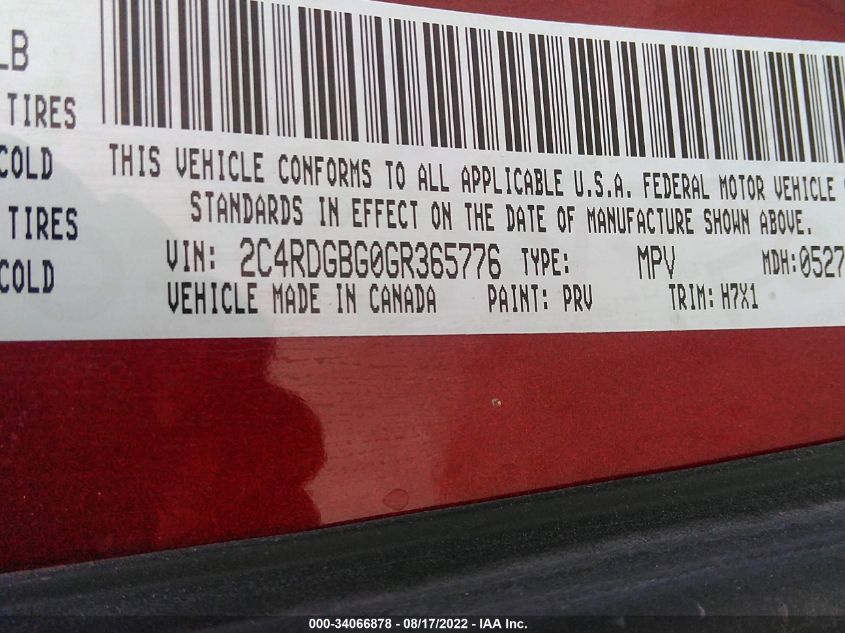 LB
TIRES
COLD
TIRES
COLD
THIS VEHICLE CONFORMS TO ALL APPLICABLE U.S.A. FEDERAL MOTOR VEHICLE
STANDARDS IN EFFECT ON THE DATE OF MANUFACTURE SHOWN ABOVE.
VIN: 2C4RDGBG0GR365776 TYPE: MPV MDH:0527
VEHICLE MADE IN CANADA PAINT: PRV TRIM: H7X1
000-34066878 - 08/17/2022 - IAA Inc.